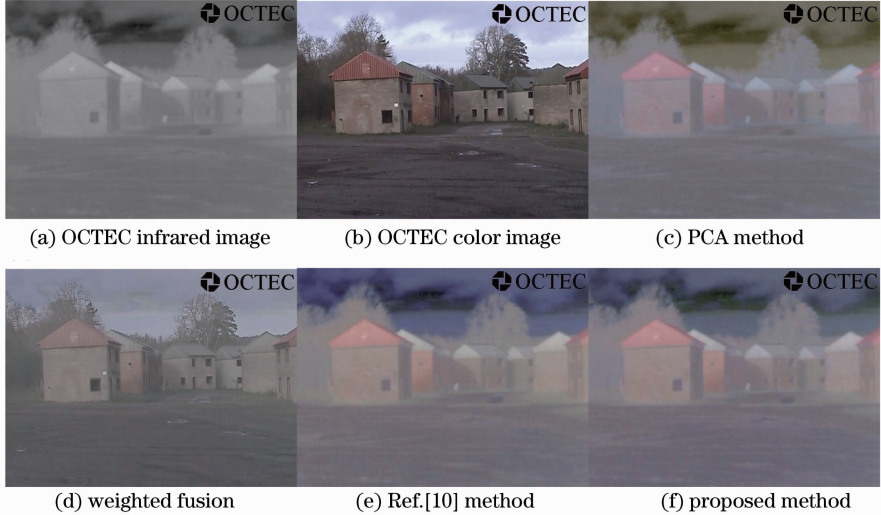 OCTEC
OCTEC
OCTEC
(a) OCTEC infrared image
(b) OCTEC color image
(c) PCA method
OCTEC
OCTEC
OCTEC
(d) weighted fusion
(e) Ref.[10] method
(f) proposed method